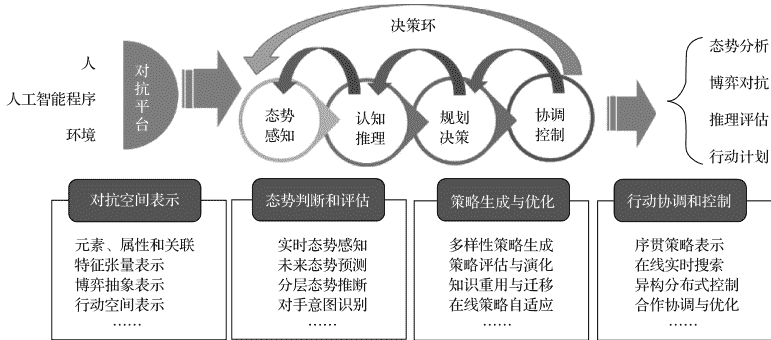 决策环
人
人工智能程序
环境
对抗平台
态势
感知
认知
推理
规划
决策
协调
控制
态势分析
博弈对抗
推理评估
行动计划
对抗空间表示
元素、属性和关联
特征张量表示
博弈抽象表示
行动空间表示
……
态势判断和评估
实时态势感知
未来态势预测
分层态势推断
对手意图识别
……
策略生成与优化
多样性策略生成
策略评估与演化
知识重用与迁移
在线策略自适应
……
行动协调和控制
序贯策略表示
在线实时搜索
异构分布式控制
合作协调与优化
……